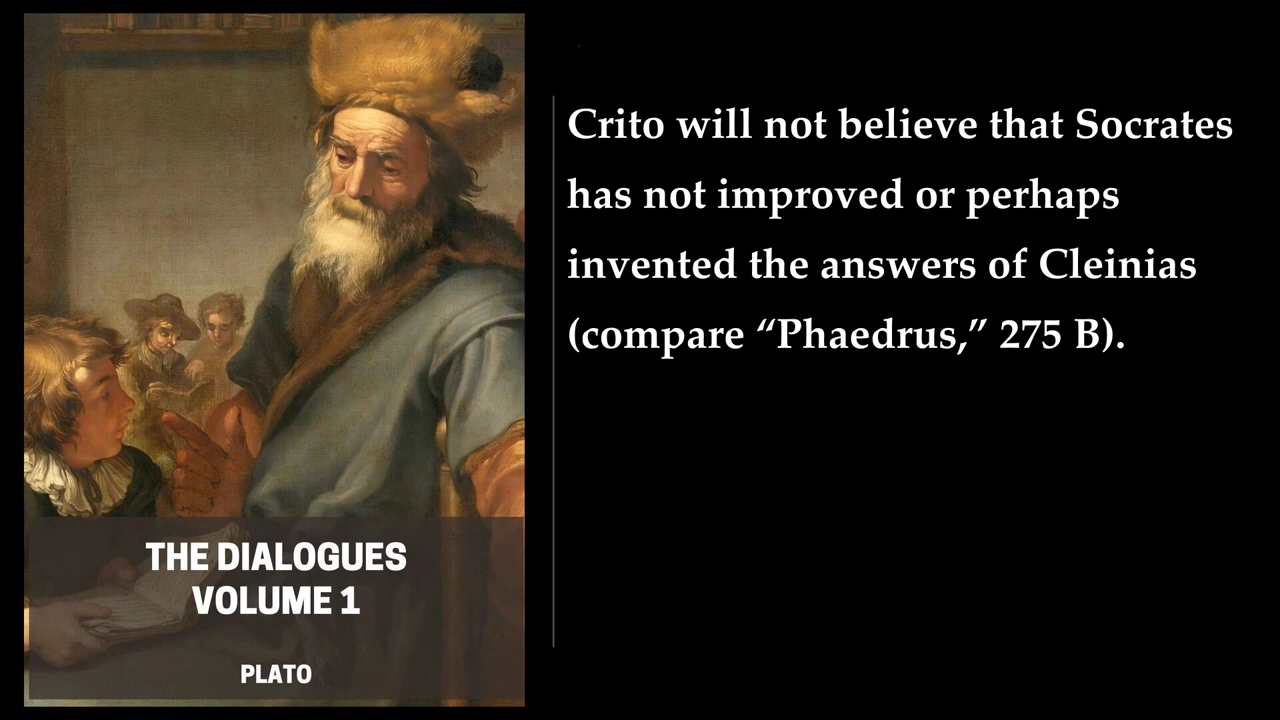 THE DIALOGUES
VOLUME 1
PLATO
Crito will not believe that Socrates
has not improved or perhaps
invented the answers of Cleinias
(compare “Phaedrus,” 275 B).